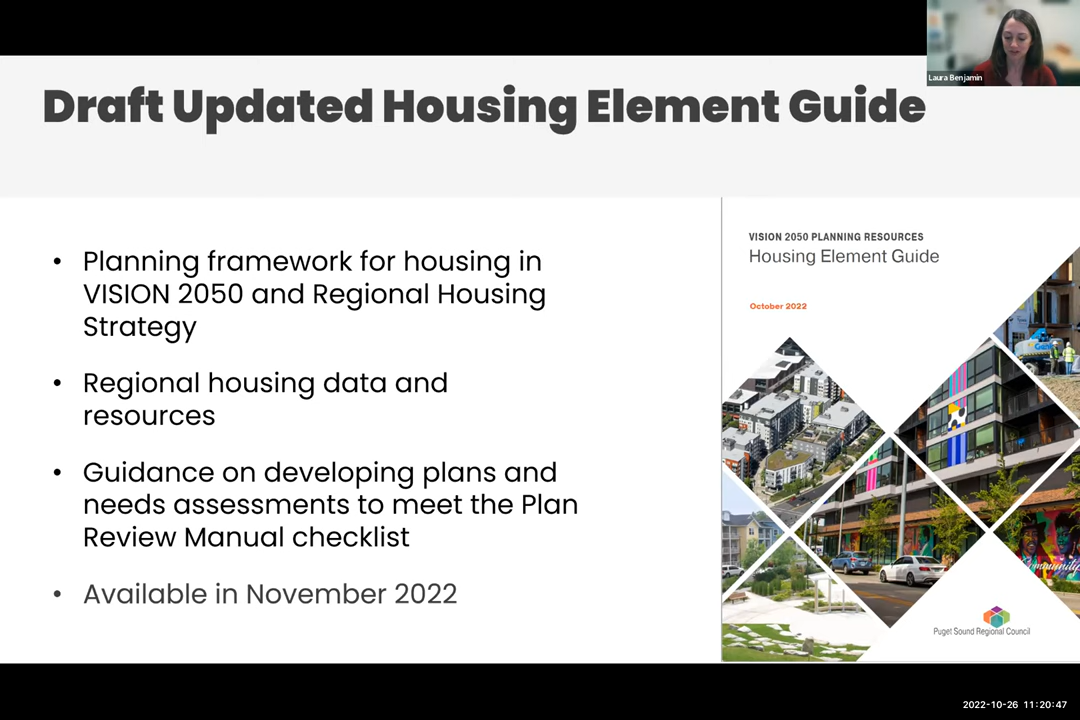 Laura Benjamin
Draft Updated Housing Element Guide
• Planning framework for housing in
VISION 2050 and Regional Housing
Strategy
• Regional housing data and
resources
• Guidance on developing plans and
needs assessments to meet the Plan
Review Manual checklist
• Available in November 2022
VISION 2050 PLANNING RESOURCES
Housing Element Guide
October 2022
Genie
ommunity
Puget Sound Regional Council
2022-10-26 11:20:47